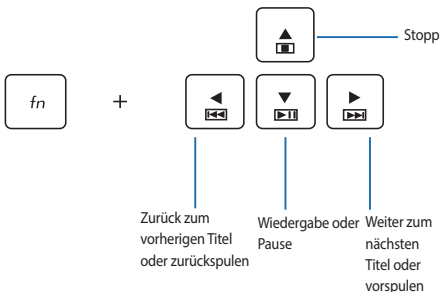 Stopp
fn +
Zurück zum
vorherigen Titel
oder zurückspulen
Wiedergabe oder
Pause
Weiter zum
nächsten
Titel oder
vorspulen